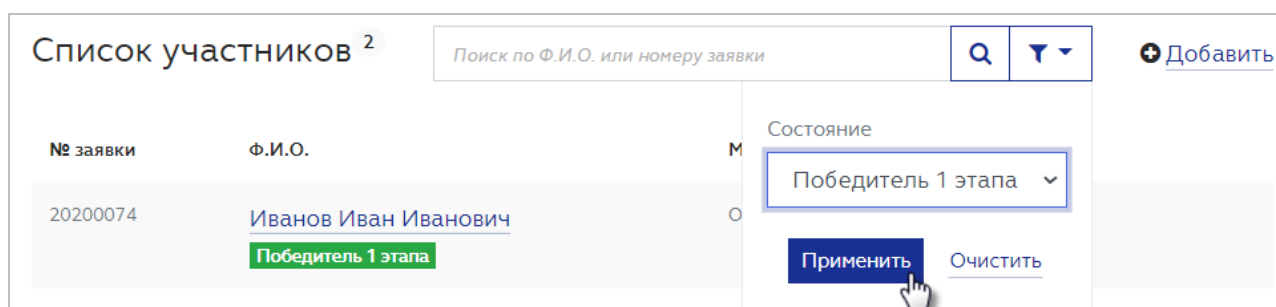 Список участников 2
Поиск по Ф.И.О. или номеру заявки
Добавить
Состояние
№ заявки Ф.И.О. М
Победитель 1 этапа
20200074 Иванов Иван Иванович О
Победитель 1 этапа
Применить Очистить